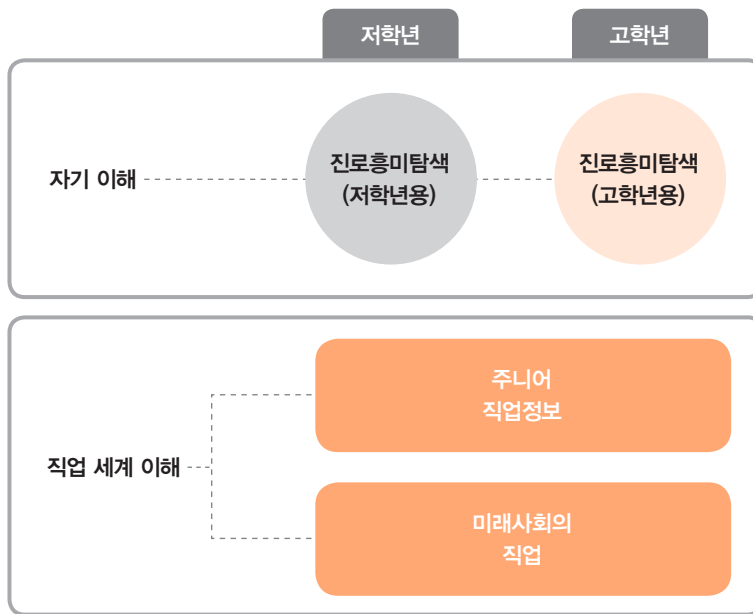 저학년
고학년
자기 이해
진로흥미탐색
(저학년용)
진로흥미탐색
(고학년용)
직업 세계 이해
주니어
직업정보
미래사회의
직업